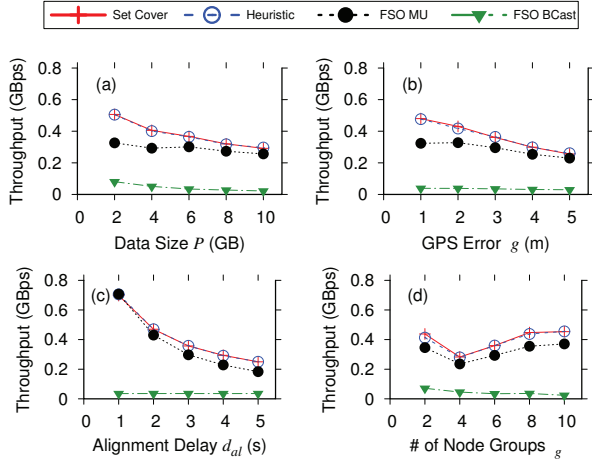 Set Cover Heuristic FSO MU FSO BCast
0.8 0.6 0.4 0.2 0
Throughput (GBps)
(a)
0 2 4 6 8 10
Data Size P (GB)
0.8 0.6 0.4 0.2 0
Throughput (GBps)
(b)
0 1 2 3 4 5
GPS Error g (m)
0.8 0.6 0.4 0.2 0
Throughput (GBps)
(c)
0 1 2 3 4 5
Alignment Delay d_al (s)
0.8 0.6 0.4 0.2 0
Throughput (GBps)
(d)
0 2 4 6 8 10
# of Node Groups g